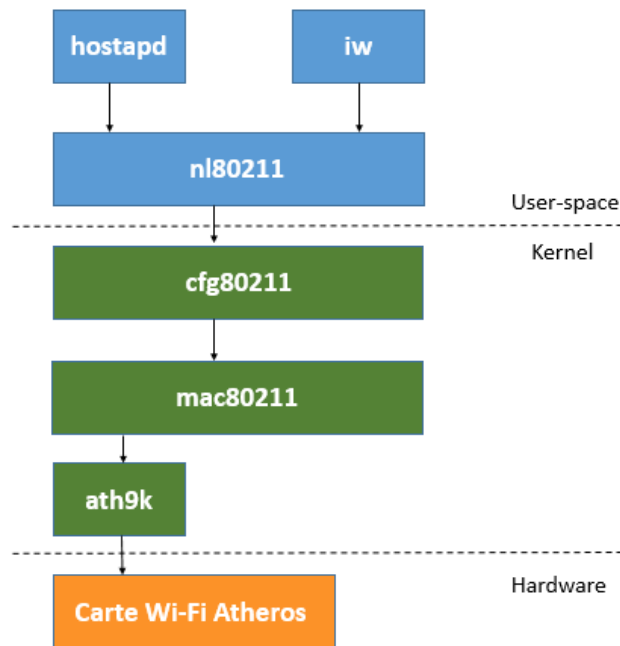 hostapd
iw
nl80211
User-space
Kernel
cfg80211
mac80211
ath9k
Hardware
Carte Wi-Fi Atheros